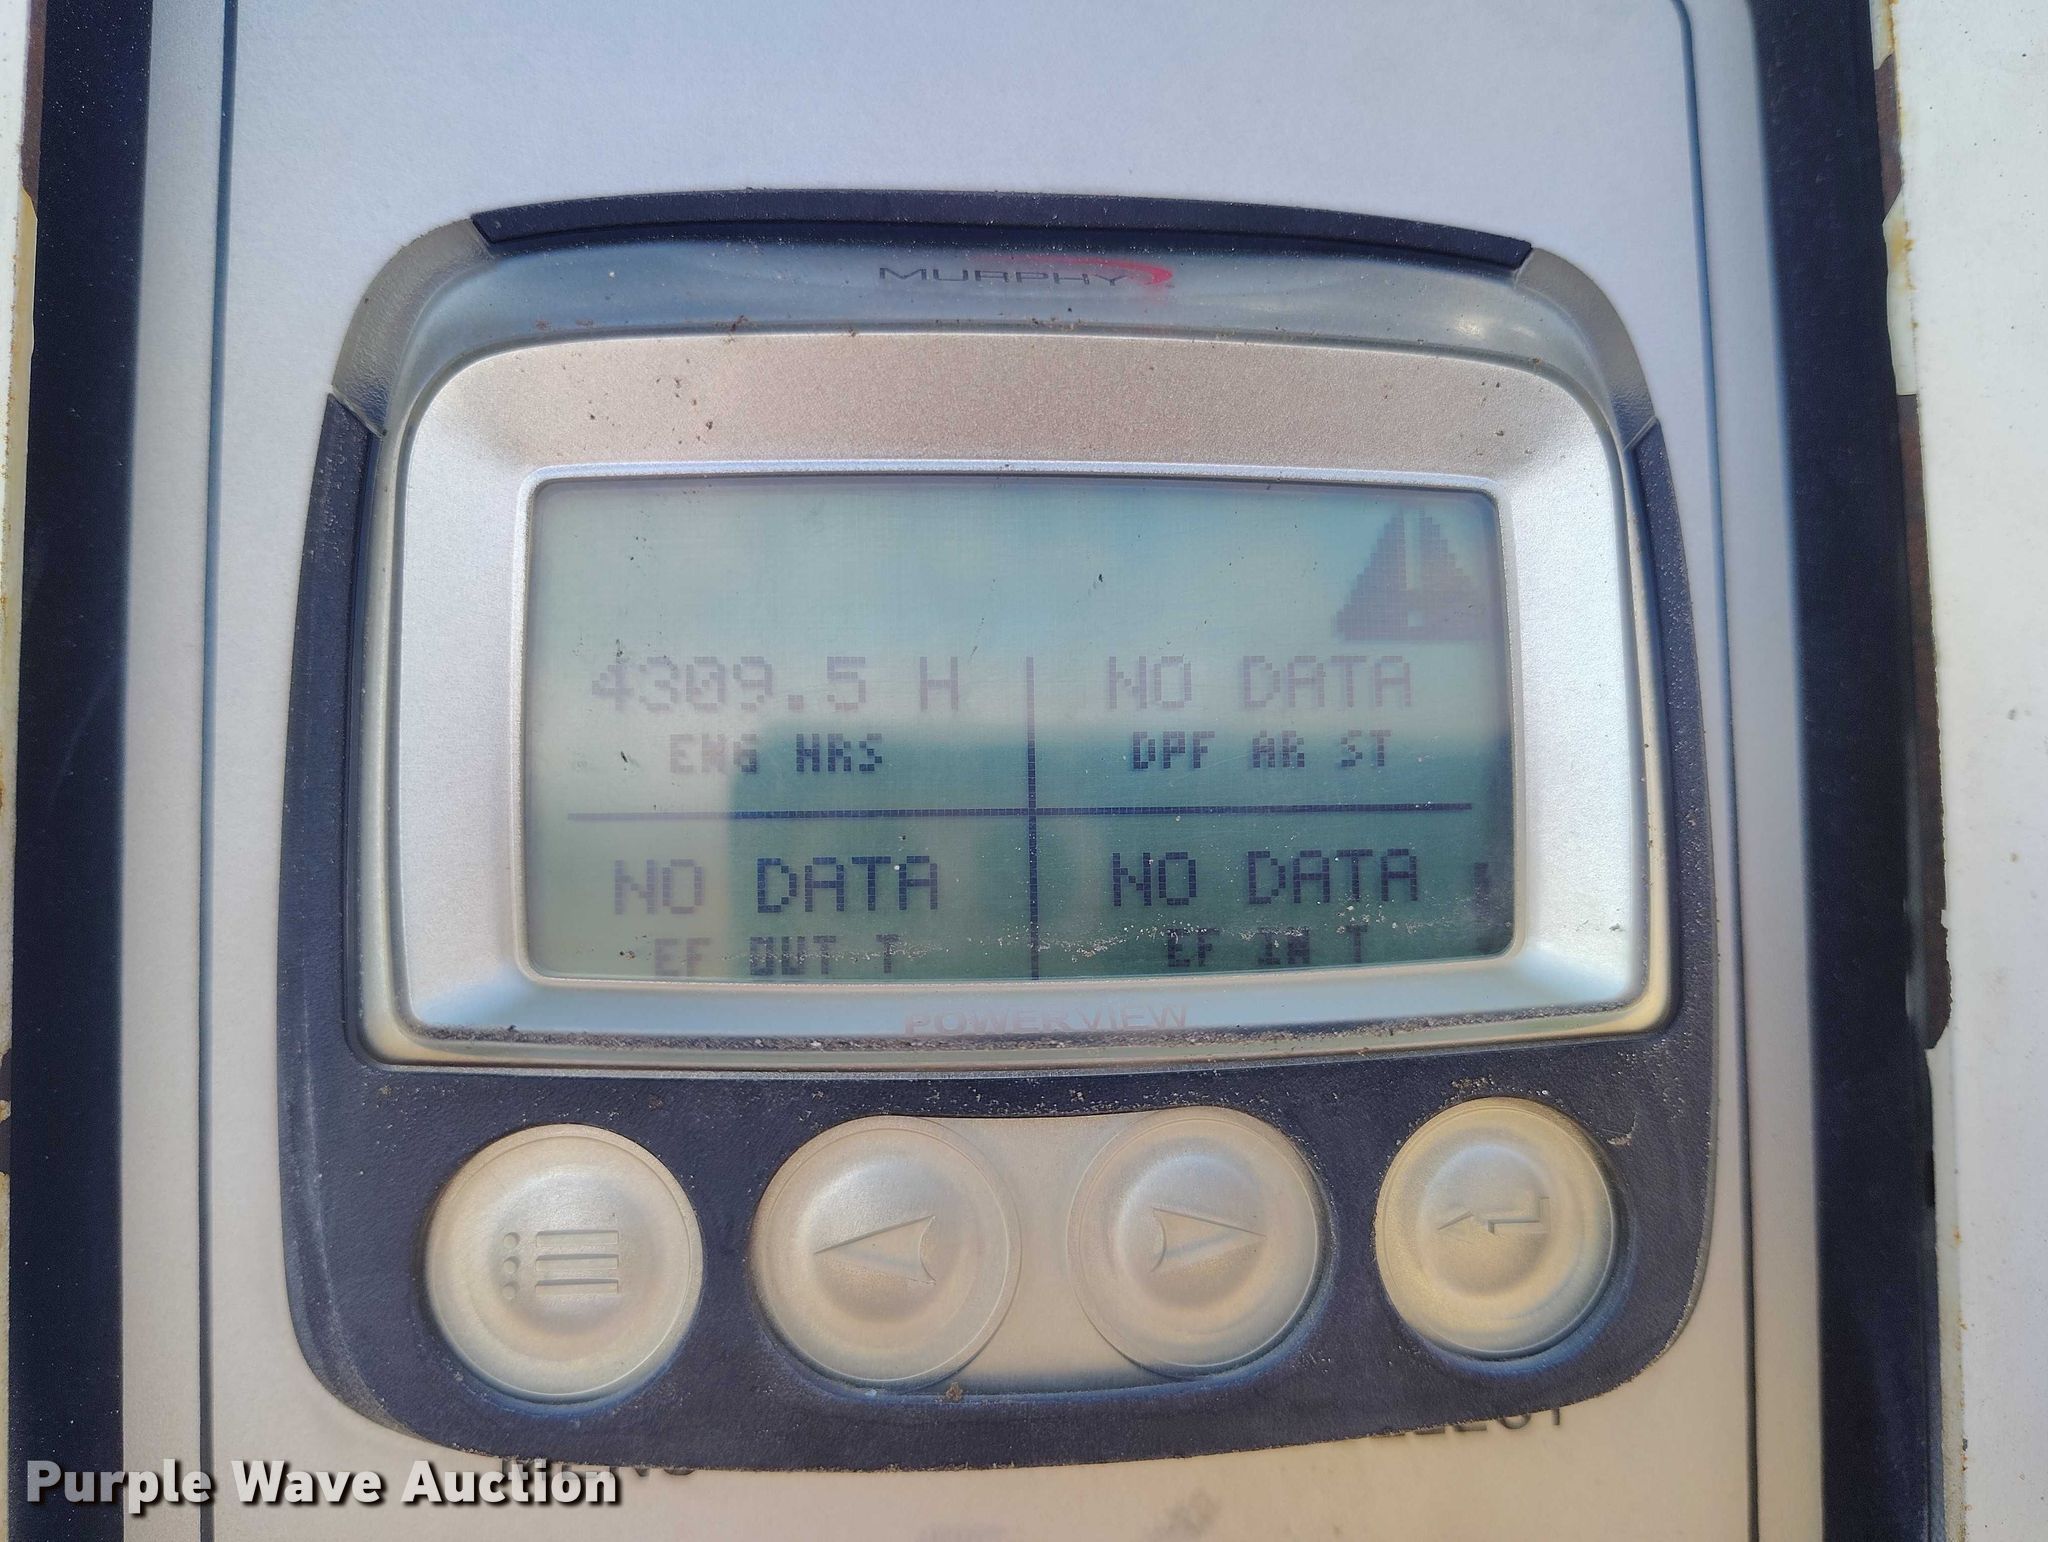 MURPHY
4309.5 H
NO DATA
ENG HRS
DPF AR ST
NO DATA
NO DATA
EF OUT T
EF IN T
POWERVIEW
Purple Wave Auction